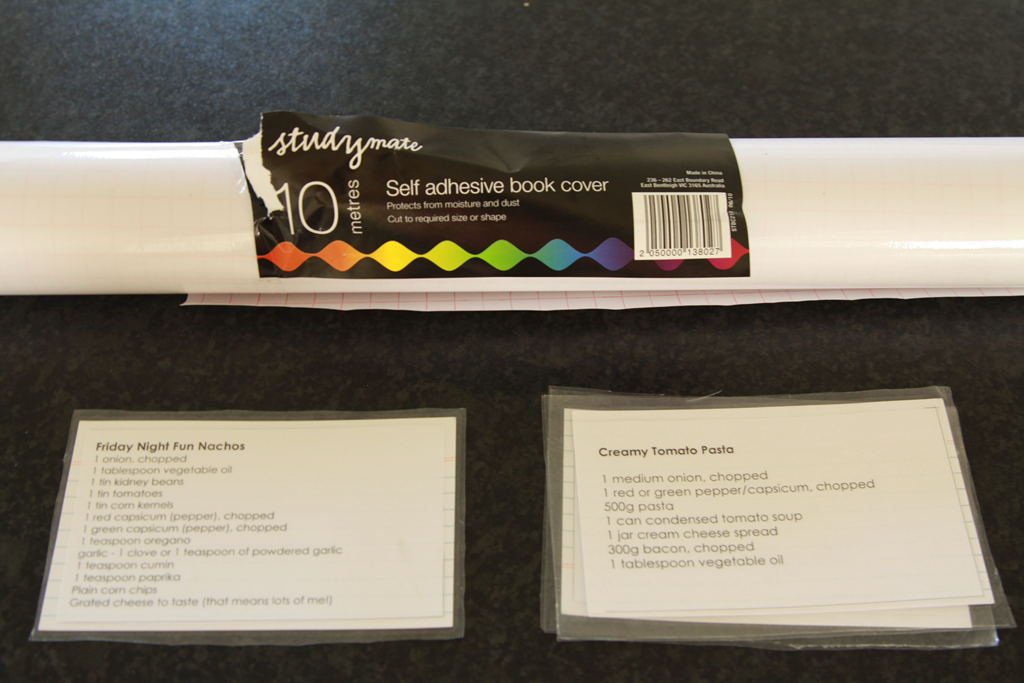 studymate
10 metres
Self adhesive book cover
Protects from moisture and dust
Cut to required size or shape
Made in China
236 - 262 East Boundary Road
East Bentleigh VIC 3165 Australia
2 050000 138027
Friday Night Fun Nachos
1 onion, chopped
1 tablespoon vegetable oil
1 tin kidney beans
1 tin tomatoes
1 tin corn kernels
1 red capsicum (pepper), chopped
1 green capsicum (pepper), chopped
1 teaspoon oregano
garlic - 1 clove or 1 teaspoon of powdered garlic
1 teaspoon cumin
1 teaspoon paprika
Plain corn chips
Grated cheese to taste (that means lots of me!)
Creamy Tomato Pasta
1 medium onion, chopped
1 red or green pepper/capsicum, chopped
500g pasta
1 can condensed tomato soup
1 jar cream cheese spread
300g bacon, chopped
1 tablespoon vegetable oil